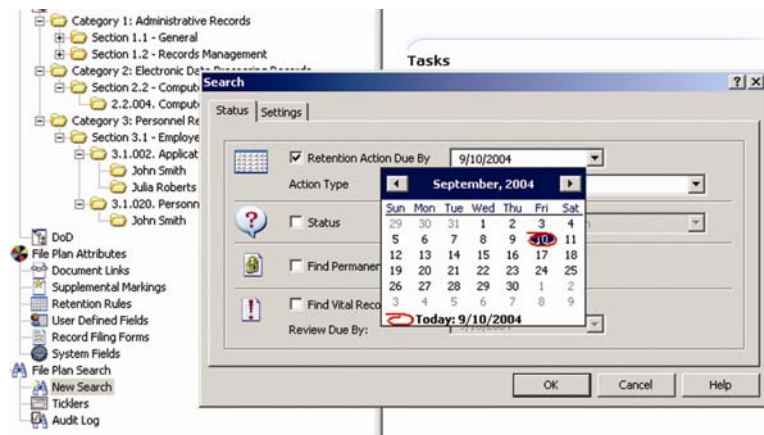 Category 1: Administrative Records
Section 1.1 - General
Section 1.2 - Records Management
Category 2: Electronic Data Processing Records
Section 2.2 - Comput
2.2.004. Comput
Category 3: Personnel Re
Section 3.1 - Employe
3.1.002. Applicat
John Smith
Julia Roberts
3.1.020. Personn
John Smith
DoD
File Plan Attributes
Document Links
Supplemental Markings
Retention Rules
User Defined Fields
Record Filing Forms
System Fields
File Plan Search
New Search
Ticklers
Audit Log
Tasks
Search
Status Settings
Retention Action Due By 9/10/2004
Action Type
September, 2004
Sun Mon Tue Wed Thu Fri Sat
29 30 31 1 2 3 4
5 6 7 8 9 10 11
12 13 14 15 16 17 18
19 20 21 22 23 24 25
26 27 28 29 30 1 2
3 4 5 6 7 8 9
Today: 9/10/2004
Status
Find Permaner
Find Vital Reco
Review Due By:
OK Cancel Help